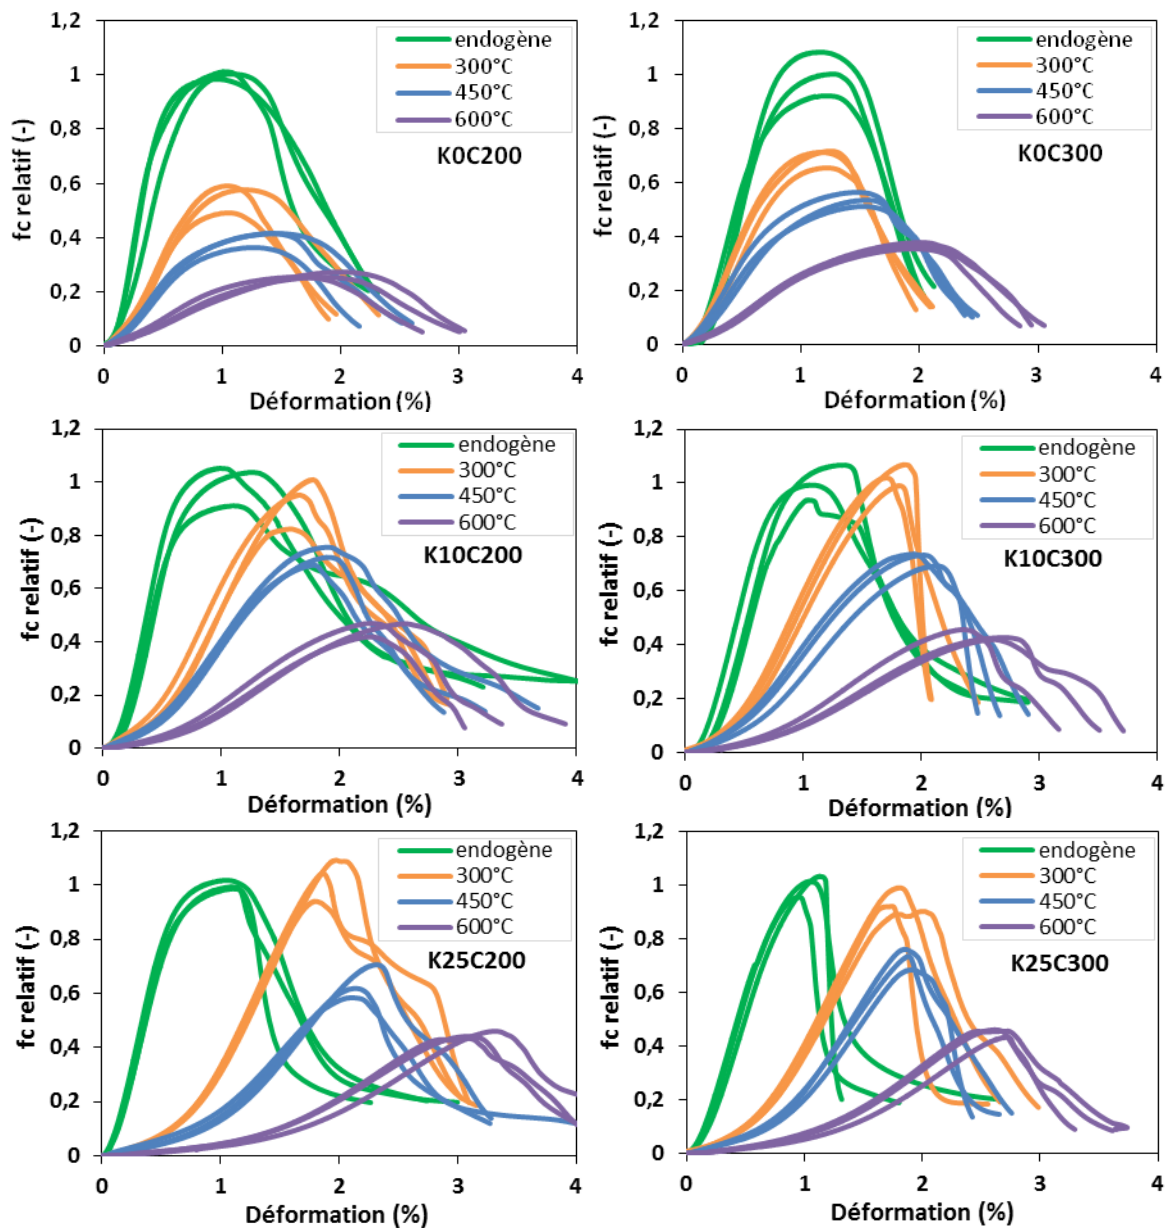 1,2
1
0,8
0,6
0,4
0,2
0
fc relatif (-)
endogène
300°C
450°C
600°C
K0C200
0 1 2 3 4
Déformation (%)
1,2
1
0,8
0,6
0,4
0,2
0
fc relatif (-)
endogène
300°C
450°C
600°C
K0C300
0 1 2 3 4
Déformation (%)
1,2
1
0,8
0,6
0,4
0,2
0
fc relatif (-)
endogène
300°C
450°C
600°C
K10C200
0 1 2 3 4
Déformation (%)
1,2
1
0,8
0,6
0,4
0,2
0
fc relatif (-)
endogène
300°C
450°C
600°C
K10C300
0 1 2 3 4
Déformation (%)
1,2
1
0,8
0,6
0,4
0,2
0
fc relatif (-)
endogène
300°C
450°C
600°C
K25C200
0 1 2 3 4
Déformation (%)
1,2
1
0,8
0,6
0,4
0,2
0
fc relatif (-)
endogène
300°C
450°C
600°C
K25C300
0 1 2 3 4
Déformation (%)